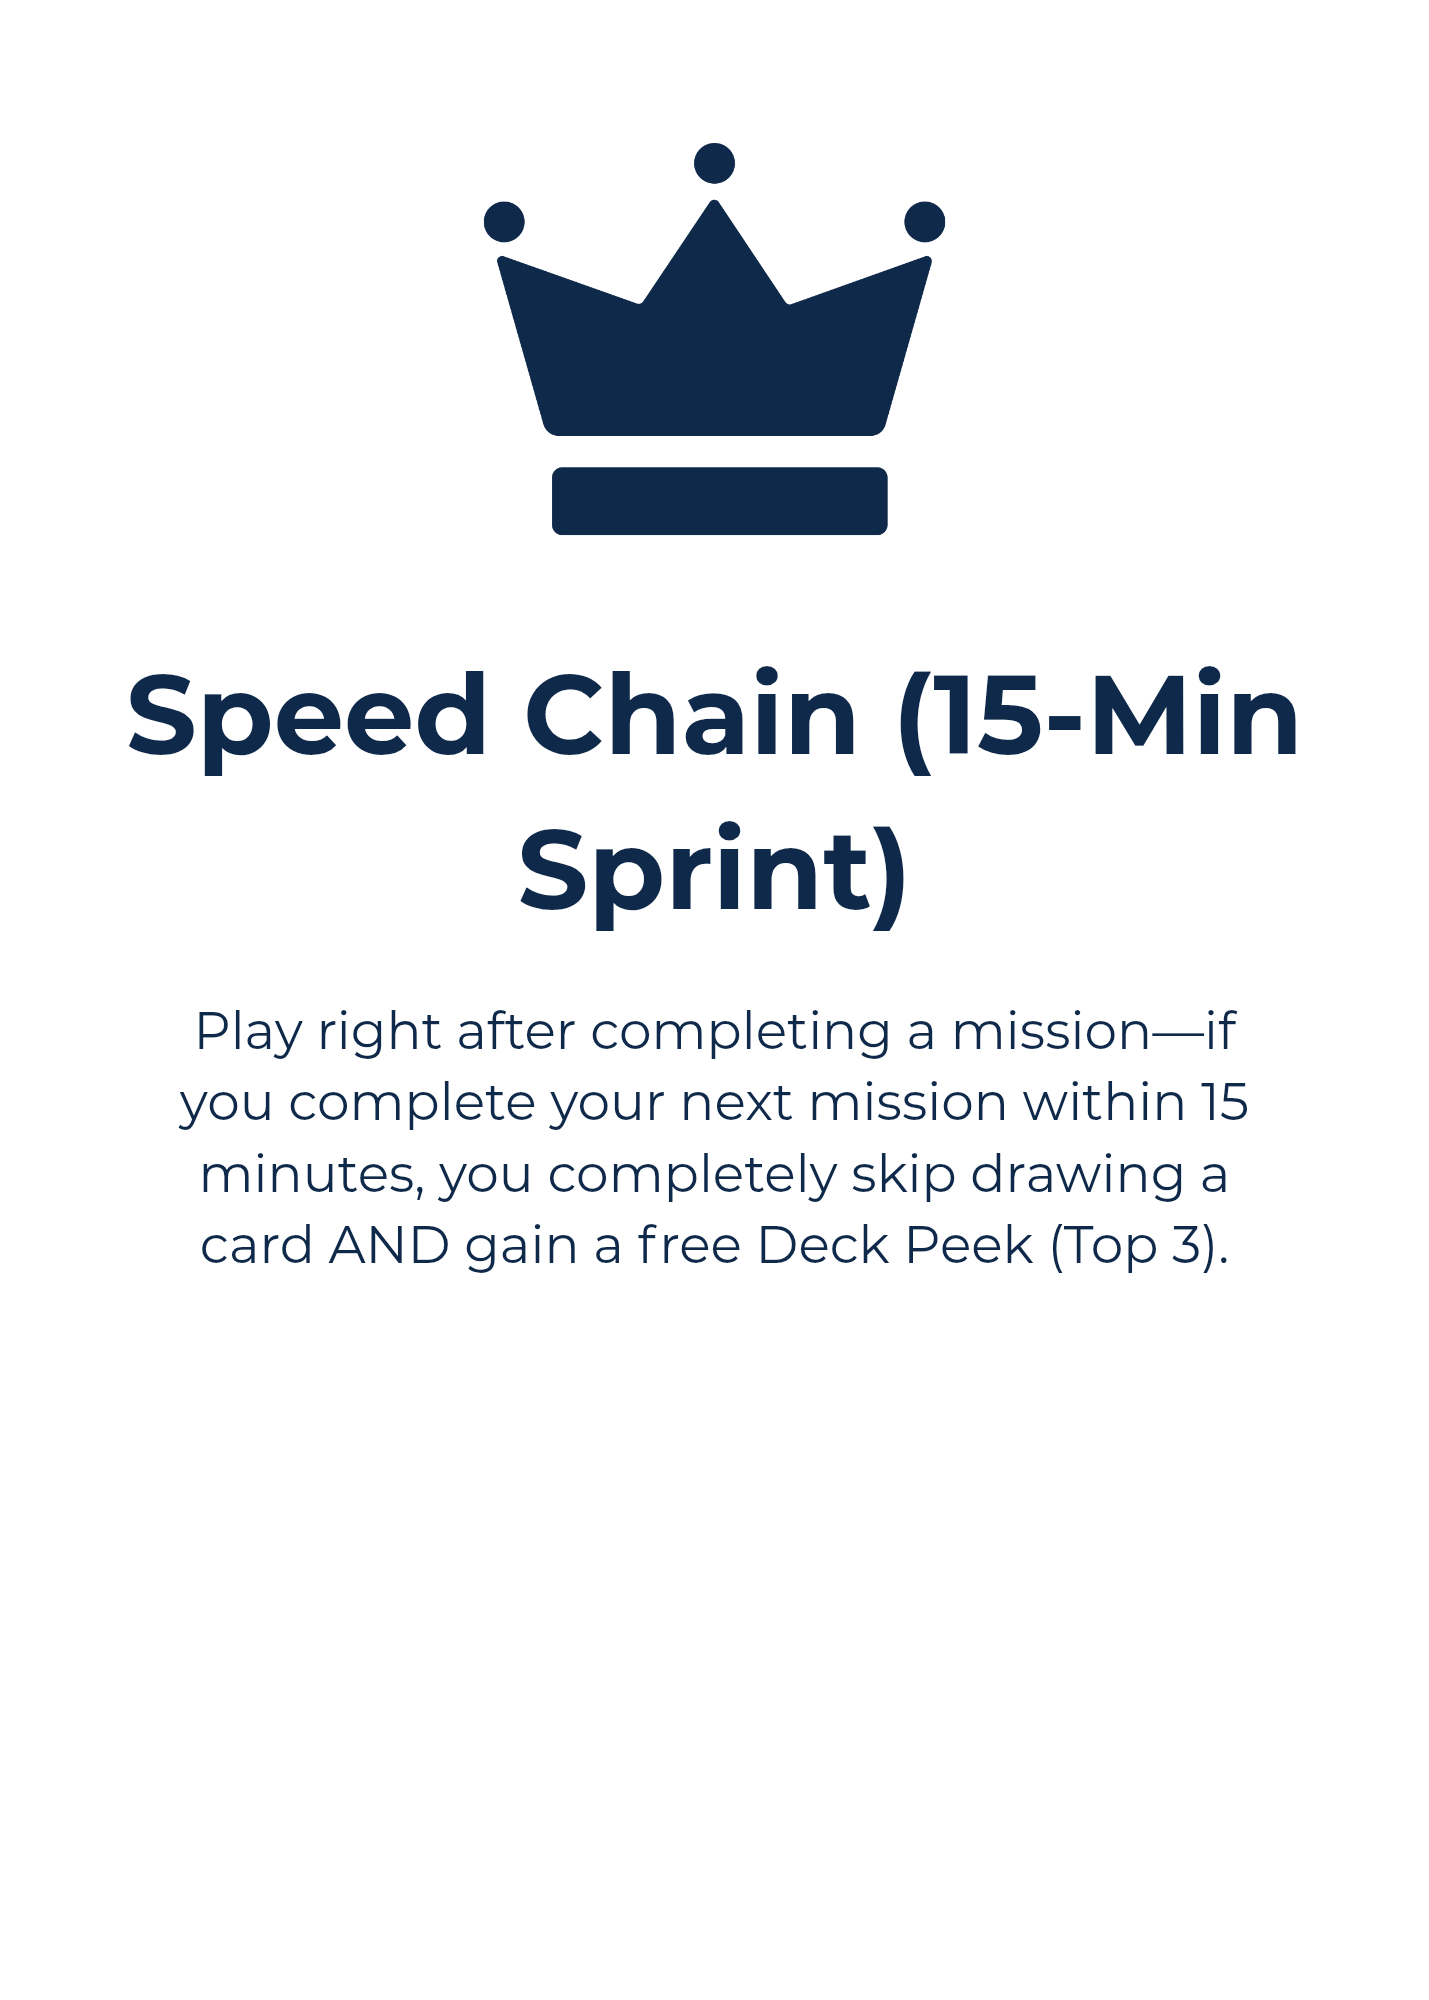 Speed Chain (15-Min
Sprint)
Play right after completing a mission—if
you complete your next mission within 15
minutes, you completely skip drawing a
card AND gain a free Deck Peek (Top 3).